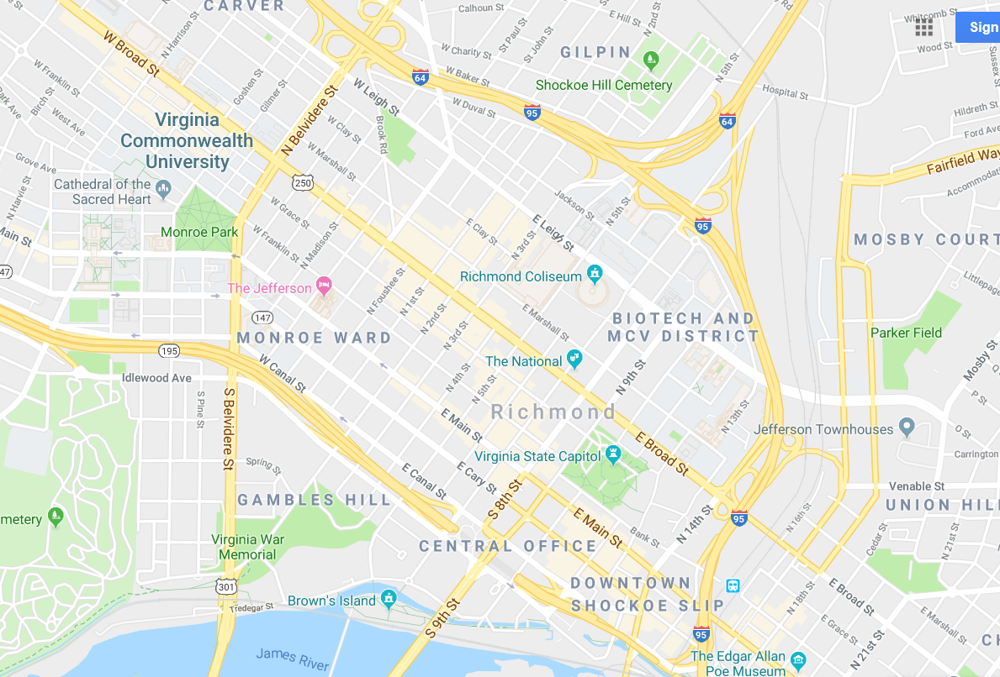 CARVER
Calhoun St
E Hill St
N 2nd St
Rd
Whitcomb St
Sign
N Harrison St
St Paul St
St John St
W Broad St
W Charity St
GILPIN
Wood St
Sussex St
W Franklin St
64
W Baker St
Shockoe Hill Cemetery
N 5th St
Hospital St
Goshen St
Gilmer St
W Leigh St
W Duval St
95
64
Hildreth St
Park Ave
Birch St
West Ave
Virginia
Commonwealth
University
N Belvidere St
W Clay St
Brook Rd
Ford Ave
Fairfield Way
Grove Ave
W Marshall St
250
Cathedral of the
Sacred Heart
N Harvie St
W Grace St
Jackson St
N 5th St
Accommodat
Main St
Monroe Park
W Franklin St
N Madison St
E Clay St
E Leigh St
N 3rd St
95
MOSBY COURT
47
The Jefferson
N Foushee St
Richmond Coliseum
Littlepage
N 1st St
147
N 2nd St
E Marshall St
BIOTECH AND
MCV DISTRICT
Parker Field
MONROE WARD
N 3rd St
195
W Canal St
The National
Mosby St
Idlewood Ave
N 4th St
N 9th St
S Pine St
N 5th St
Richmond
P St
S Belvidere St
E Main St
N 13th St
Jefferson Townhouses
O St
Virginia State Capitol
E Broad St
Carrington
Spring St
E Canal St
E Cary St
S 8th St
Venable St
GAMBLES HILL
UNION HILL
metery
E Main St
N 14th St
95
N 16th St
Bank St
Virginia War
Memorial
CENTRAL OFFICE
Cedar St
N 21st St
301
DOWNTOWN
SHOCKOE SLIP
Brown's Island
Tredegar St
S 9th St
N 18th St
E Broad St
E Grace St
E Marshall St
95
CH
James River
The Edgar Allan
Poe Museum
N 21st St